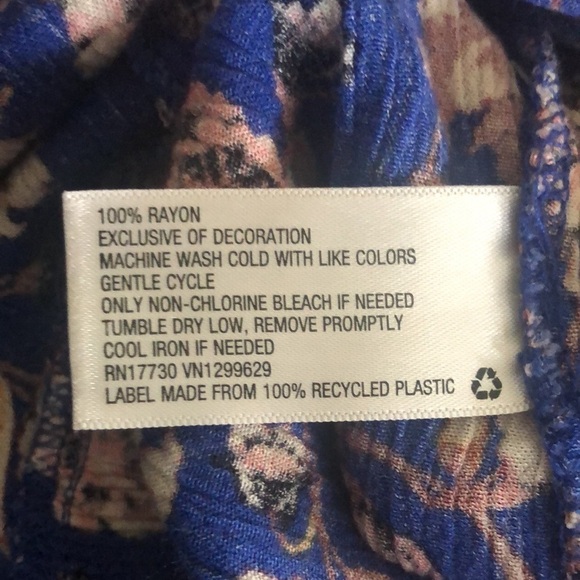 100% RAYON
EXCLUSIVE OF DECORATION
MACHINE WASH COLD WITH LIKE COLORS
GENTLE CYCLE
ONLY NON-CHLORINE BLEACH IF NEEDED
TUMBLE DRY LOW, REMOVE PROMPTLY
COOL IRON IF NEEDED
RN17730 VN1299629
LABEL MADE FROM 100% RECYCLED PLASTIC